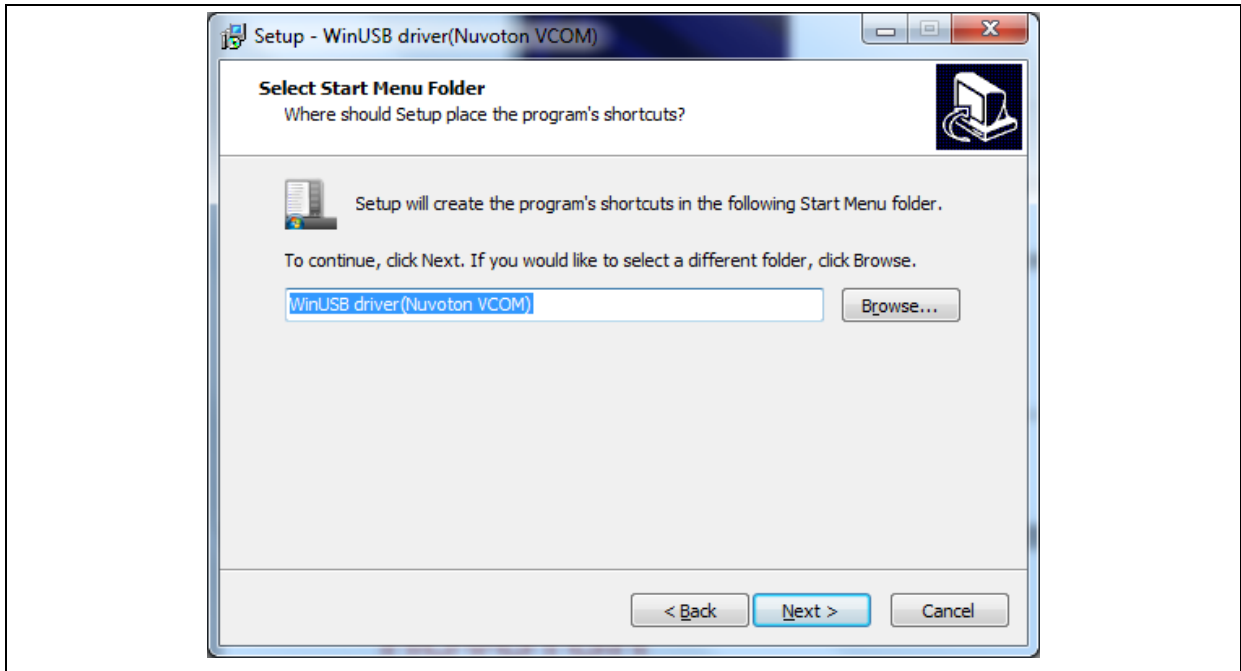 Setup - WinUSB driver(Nuvoton VCOM)
Select Start Menu Folder
Where should Setup place the program's shortcuts?
Setup will create the program's shortcuts in the following Start Menu folder.
To continue, click Next. If you would like to select a different folder, click Browse.
WinUSB driver(Nuvoton VCOM)
Browse...
< Back
Next >
Cancel